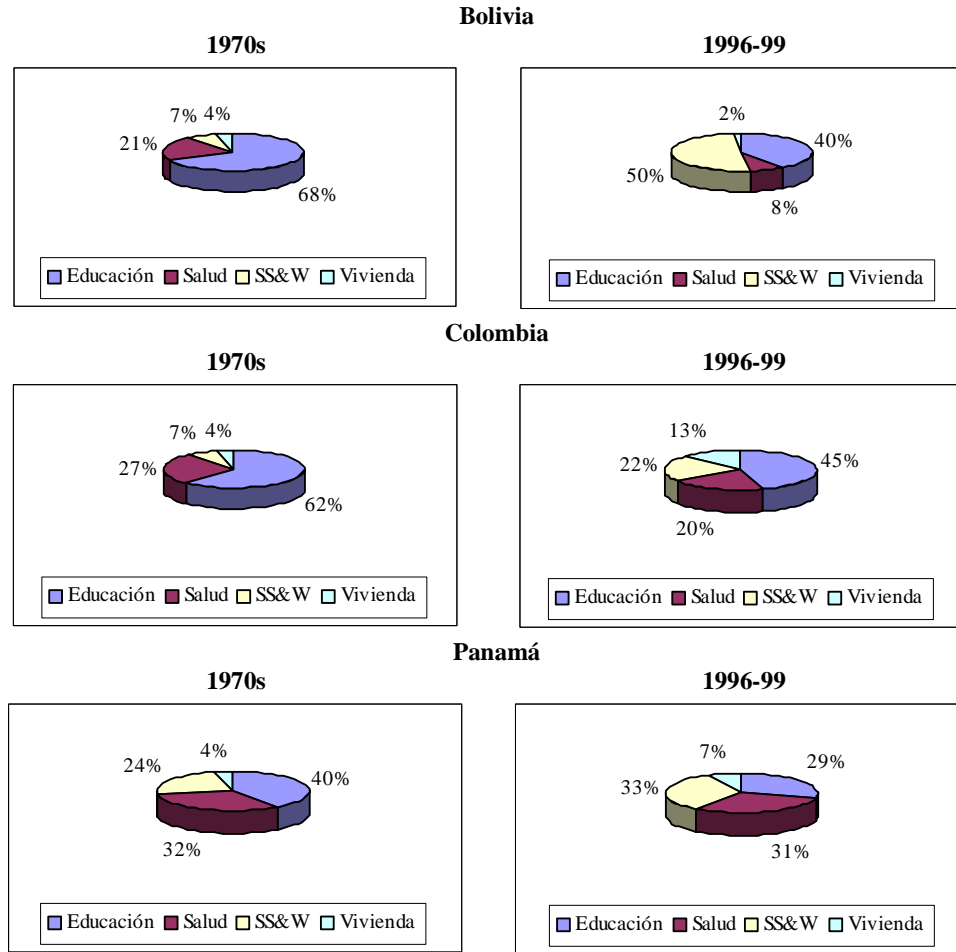 Bolivia
1970s
1996-99
7% 4%
21%
68%
Educación Salud SS&W Vivienda
2%
40%
50%
8%
Educación Salud SS&W Vivienda
Colombia
1970s
1996-99
7% 4%
27%
62%
Educación Salud SS&W Vivienda
13%
45%
22%
20%
Educación Salud SS&W Vivienda
Panamá
1970s
1996-99
4%
24%
40%
32%
Educación Salud SS&W Vivienda
7%
29%
33%
31%
Educación Salud SS&W Vivienda